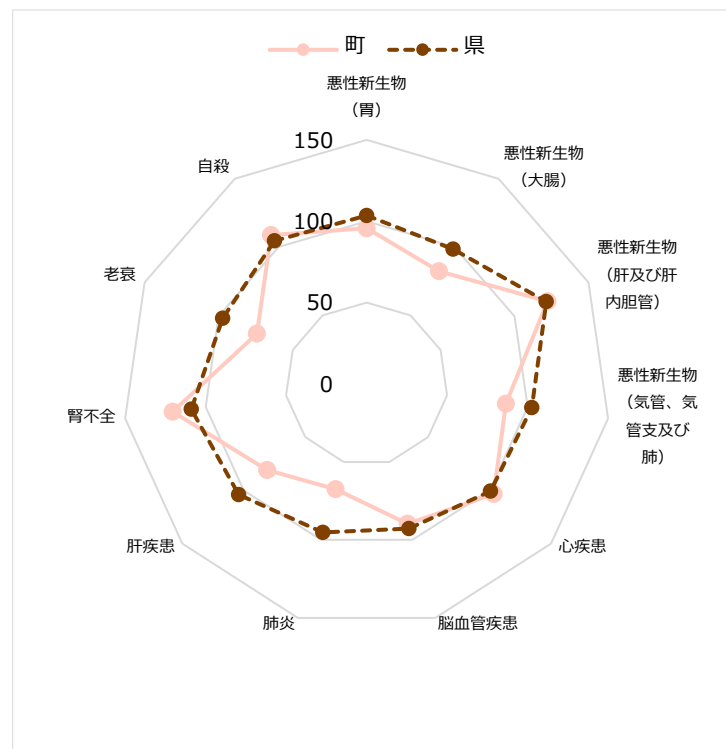 町
県
悪性新生物
（胃）
150
100
50
0
悪性新生物
（大腸）
悪性新生物
（肝及び肝
内胆管）
悪性新生物
（気管、気
管支及び
肺）
心疾患
脳血管疾患
肺炎
肝疾患
腎不全
老衰
自殺